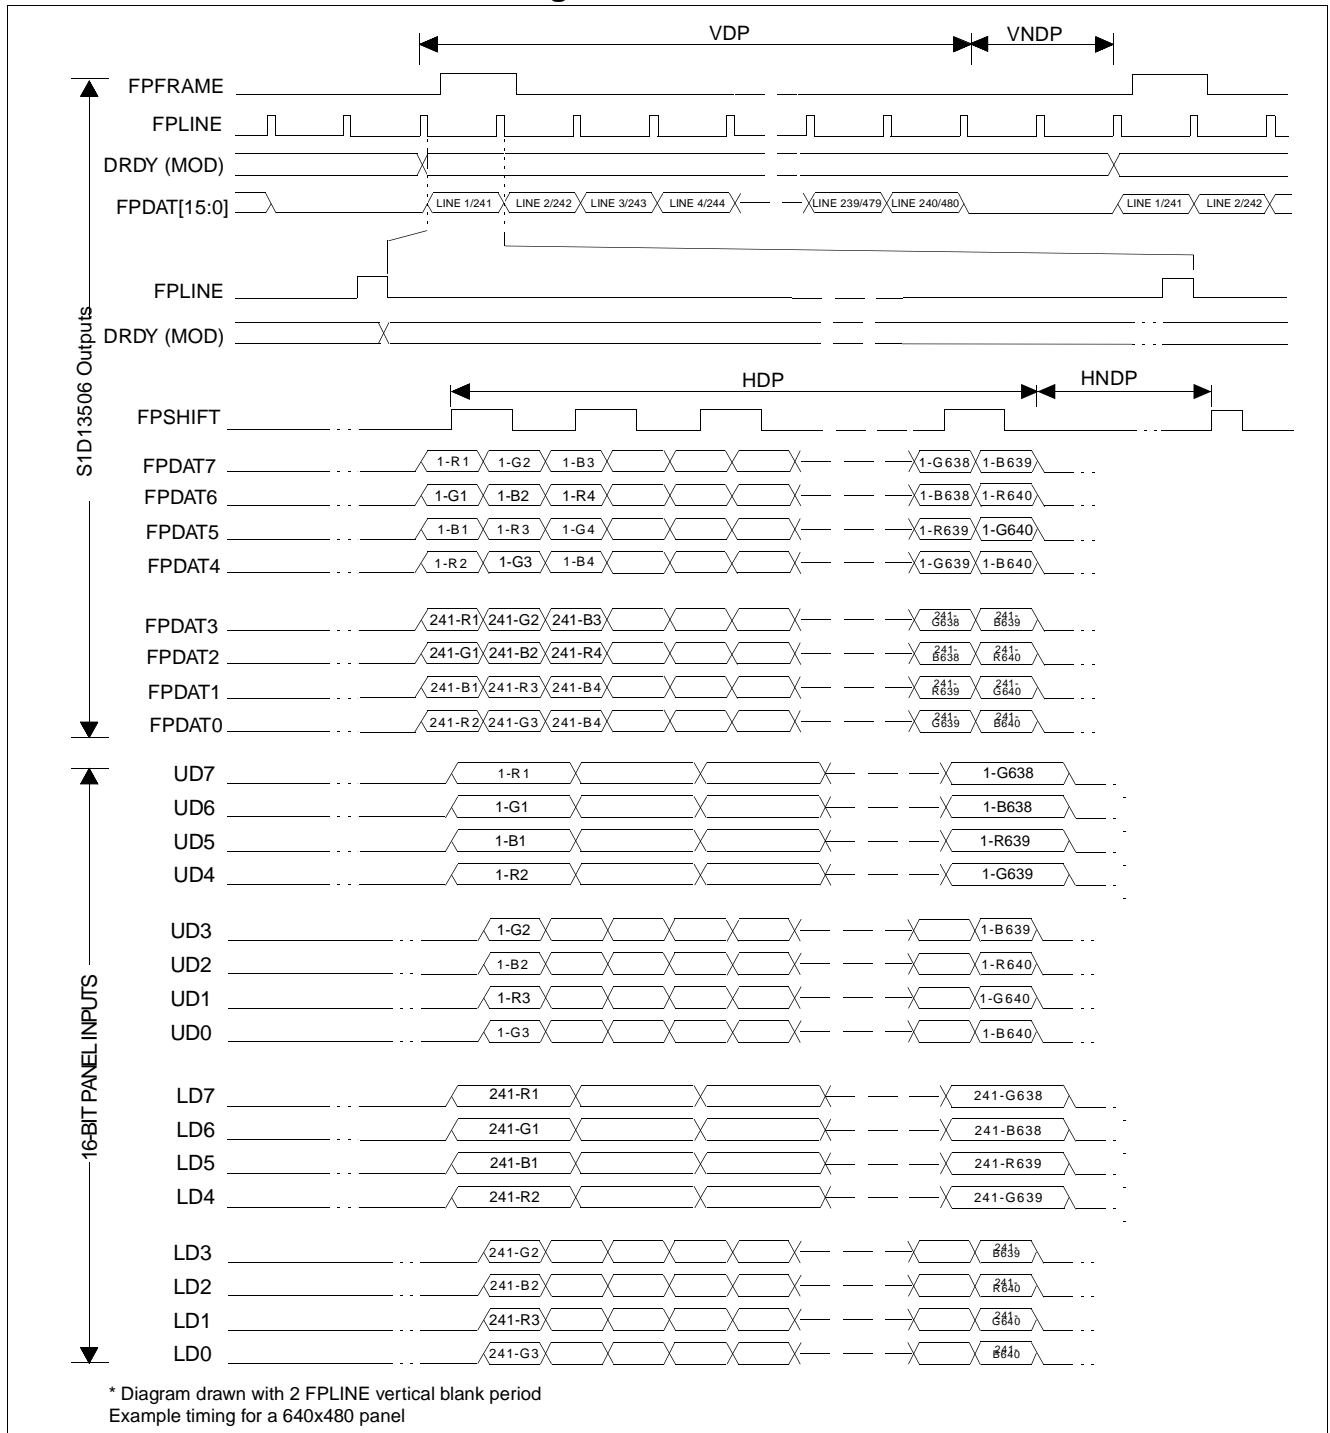 VDP VNDP
FPFRAME
FPLINE
DRDY (MOD)
FPDAT[15:0] LINE 1/241 LINE 2/242 LINE 3/243 LINE 4/244 LINE 239/479 LINE 240/480 LINE 1/241 LINE 2/242
FPLINE
DRDY (MOD)
HDP HNDP
FPSHIFT
S1D13506 Outputs
FPDAT7 1-R1 1-G2 1-B3 1-G638 1-B639
FPDAT6 1-G1 1-B2 1-R4 1-B638 1-R640
FPDAT5 1-B1 1-R3 1-G4 1-R639 1-G640
FPDAT4 1-R2 1-G3 1-B4 1-G639 1-B640
FPDAT3 241-R1 241-G2 241-B3 241-G638 241-B639
FPDAT2 241-G1 241-B2 241-R4 241-B638 241-R640
FPDAT1 241-B1 241-R3 241-B4 241-R639 241-G640
FPDAT0 241-R2 241-G3 241-B4 241-G639 241-B640
UD7 1-R1 1-G638
UD6 1-G1 1-B638
UD5 1-B1 1-R639
UD4 1-R2 1-G639
UD3 1-G2 1-B639
UD2 1-B2 1-R640
UD1 1-R3 1-G640
UD0 1-G3 1-B640
16-BIT PANEL INPUTS
LD7 241-R1 241-G638
LD6 241-G1 241-B638
LD5 241-B1 241-R639
LD4 241-R2 241-G639
LD3 241-G2 241-B639
LD2 241-B2 241-R640
LD1 241-R3 241-G640
LD0 241-G3 241-B640
* Diagram drawn with 2 FPLINE vertical blank period
Example timing for a 640x480 panel